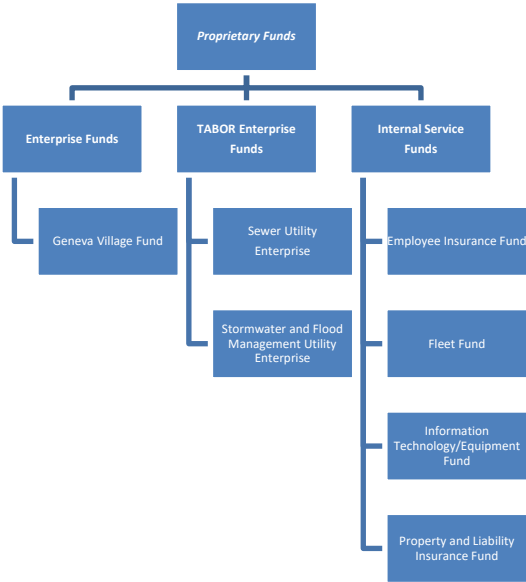 Proprietary Funds
Enterprise Funds
TABOR Enterprise
Funds
Internal Service
Funds
Geneva Village Fund
Sewer Utility
Enterprise
Employee Insurance Fund
Stormwater and Flood
Management Utility
Enterprise
Fleet Fund
Information
Technology/Equipment
Fund
Property and Liability
Insurance Fund